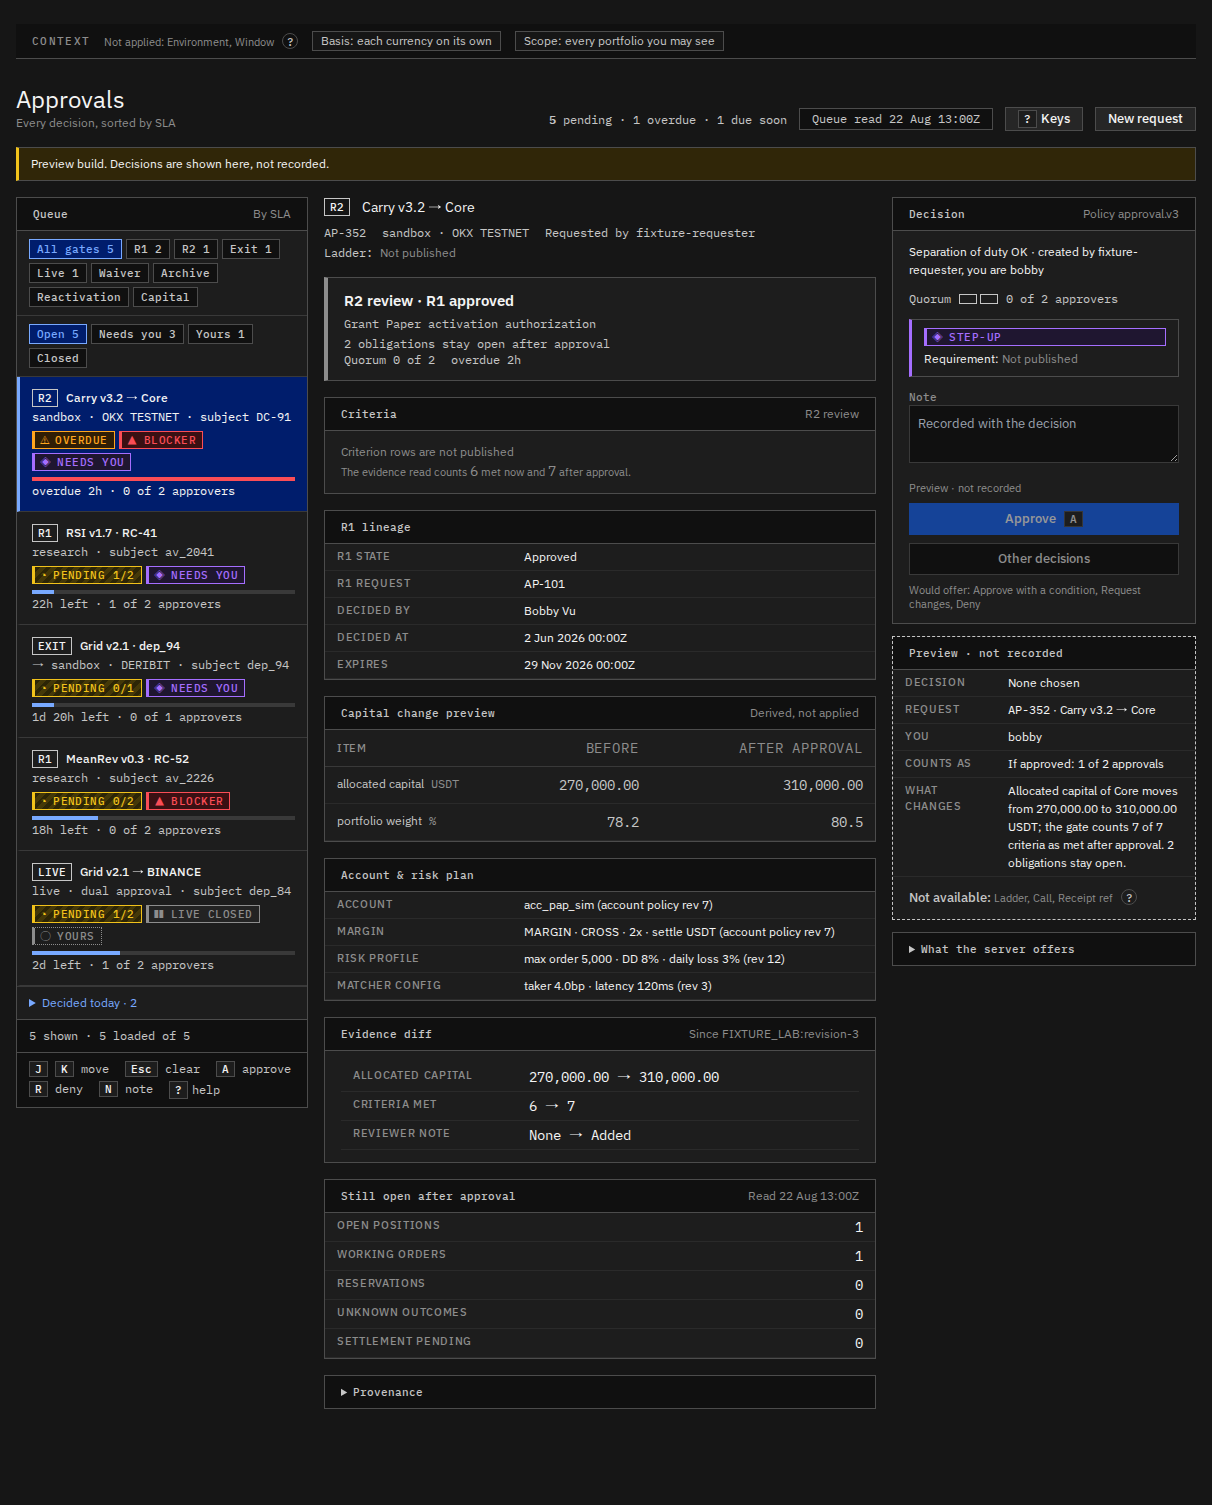 CONTEXT Not applied: Environment, Window ? Basis: each currency on its own Scope: every portfolio you may see
Approvals
Every decision, sorted by SLA
5 pending · 1 overdue · 1 due soon Queue read 22 Aug 13:00Z ? Keys New request
Preview build. Decisions are shown here, not recorded.
Queue By SLA
All gates 5 R1 2 R2 1 Exit 1
Live 1 Waiver Archive
Reactivation Capital
Open 5 Needs you 3 Yours 1
Closed
R2 Carry v3.2 → Core
sandbox · OKX TESTNET · subject DC-91
⚠ OVERDUE ▲ BLOCKER
◈ NEEDS YOU
overdue 2h · 0 of 2 approvers
R1 RSI v1.7 · RC-41
research · subject av_2041
· PENDING 1/2 ◈ NEEDS YOU
22h left · 1 of 2 approvers
EXIT Grid v2.1 · dep_94
→ sandbox · DERIBIT · subject dep_94
· PENDING 0/1 ◈ NEEDS YOU
1d 20h left · 0 of 1 approvers
R1 MeanRev v0.3 · RC-52
research · subject av_2226
· PENDING 0/2 ▲ BLOCKER
18h left · 0 of 2 approvers
LIVE Grid v2.1 → BINANCE
live · dual approval · subject dep_84
· PENDING 1/2 LIVE CLOSED
YOURS
2d left · 1 of 2 approvers
▶ Decided today · 2
5 shown · 5 loaded of 5
J K move Esc clear A approve
R deny N note ? help
R2 Carry v3.2 → Core
AP-352 sandbox · OKX TESTNET Requested by fixture-requester
Ladder: Not published
R2 review · R1 approved
Grant Paper activation authorization
2 obligations stay open after approval
Quorum 0 of 2 overdue 2h
Criteria R2 review
Criterion rows are not published
The evidence read counts 6 met now and 7 after approval.
R1 lineage
R1 STATE Approved
R1 REQUEST AP-101
DECIDED BY Bobby Vu
DECIDED AT 2 Jun 2026 00:00Z
EXPIRES 29 Nov 2026 00:00Z
Capital change preview Derived, not applied
ITEM BEFORE AFTER APPROVAL
allocated capital USDT 270,000.00 310,000.00
portfolio weight % 78.2 80.5
Account & risk plan
ACCOUNT acc_pap_sim (account policy rev 7)
MARGIN MARGIN · CROSS · 2x · settle USDT (account policy rev 7)
RISK PROFILE max order 5,000 · DD 8% · daily loss 3% (rev 12)
MATCHER CONFIG taker 4.0bp · latency 120ms (rev 3)
Evidence diff Since FIXTURE_LAB:revision-3
ALLOCATED CAPITAL 270,000.00 → 310,000.00
CRITERIA MET 6 → 7
REVIEWER NOTE None → Added
Still open after approval Read 22 Aug 13:00Z
OPEN POSITIONS 1
WORKING ORDERS 1
RESERVATIONS 0
UNKNOWN OUTCOMES 0
SETTLEMENT PENDING 0
▶ Provenance
Decision Policy approval.v3
Separation of duty OK · created by fixture-
requester, you are bobby
Quorum 0 of 2 approvers
◈ STEP-UP
Requirement: Not published
Note
Recorded with the decision
Preview · not recorded
Approve A
Other decisions
Would offer: Approve with a condition, Request
changes, Deny
Preview · not recorded
DECISION None chosen
REQUEST AP-352 · Carry v3.2 → Core
YOU bobby
COUNTS AS If approved: 1 of 2 approvals
WHAT CHANGES Allocated capital of Core moves
from 270,000.00 to 310,000.00
USDT; the gate counts 7 of 7
criteria as met after approval. 2
obligations stay open.
Not available: Ladder, Call, Receipt ref ?
▶ What the server offers